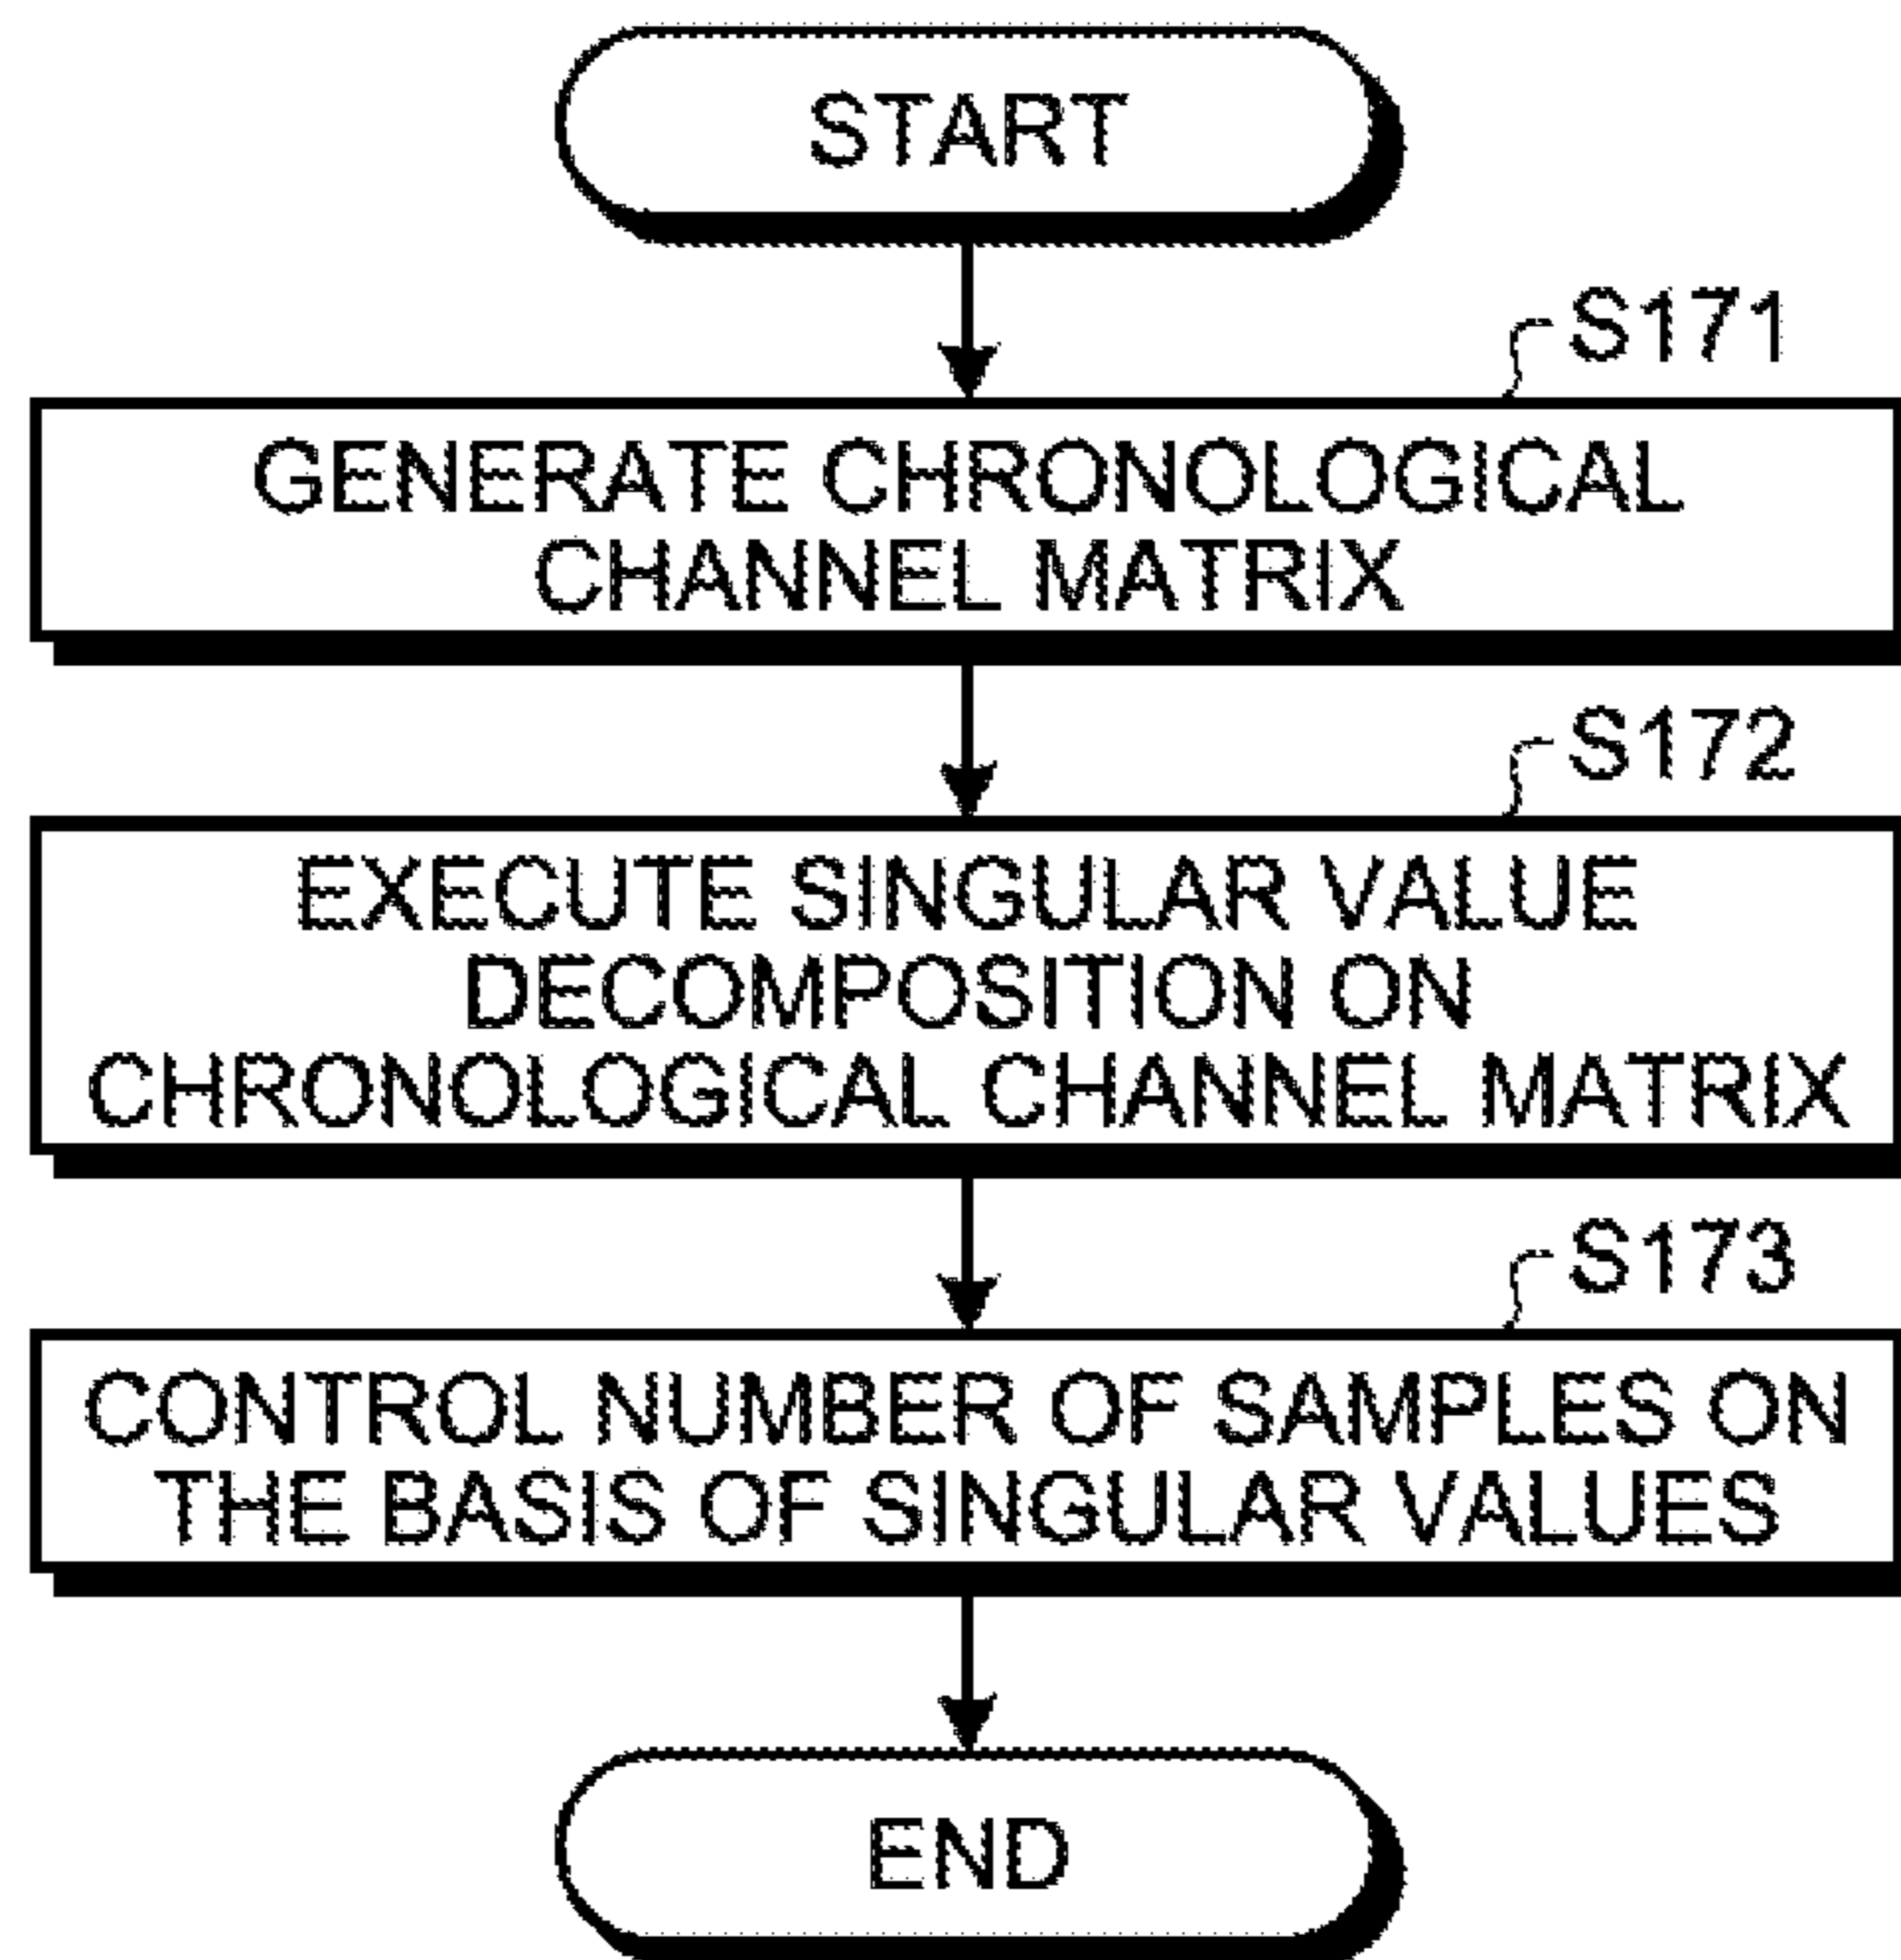 START
S171
GENERATE CHRONOLOGICAL
CHANNEL MATRIX
S172
EXECUTE SINGULAR VALUE
DECOMPOSITION ON
CHRONOLOGICAL CHANNEL MATRIX
S173
CONTROL NUMBER OF SAMPLES ON
THE BASIS OF SINGULAR VALUES
END